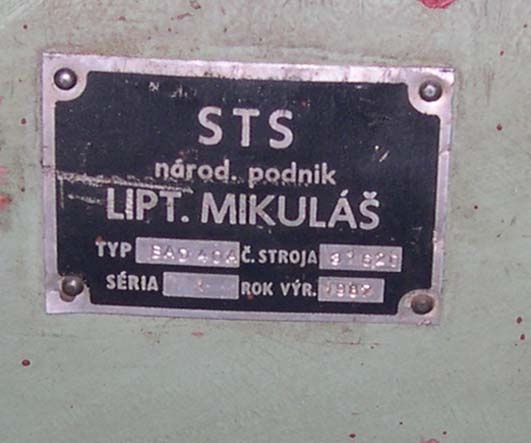 STS
národ. podnik
LIPT. MIKULÁŠ
TYP Č. STROJA
SÉRIA ROK VÝR.